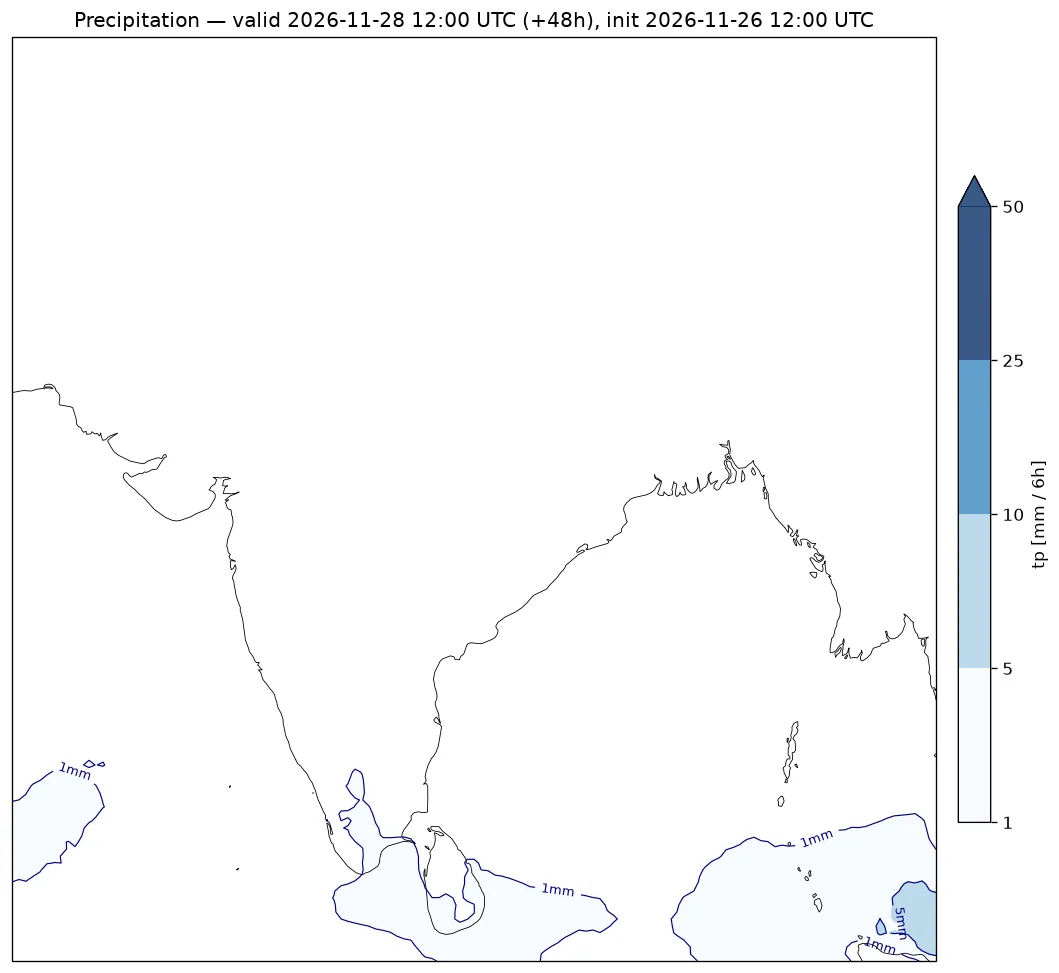 Precipitation — valid 2026-11-28 12:00 UTC (+48h), init 2026-11-26 12:00 UTC
50
25
10
5
1
tp [mm / 6h]
1mm
1mm
1mm
5mm
1mm